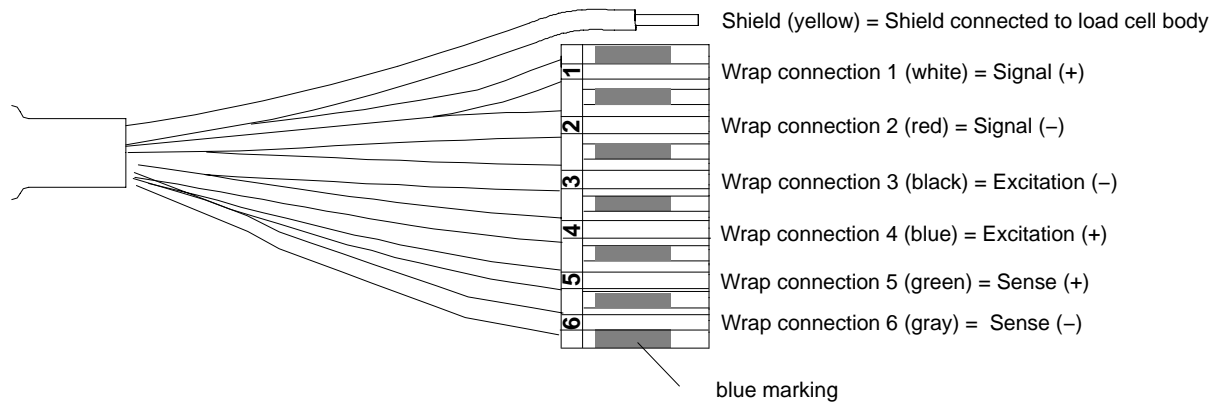 Shield (yellow) = Shield connected to load cell body
1
Wrap connection 1 (white) = Signal (+)
2
Wrap connection 2 (red) = Signal (−)
3
Wrap connection 3 (black) = Excitation (−)
4
Wrap connection 4 (blue) = Excitation (+)
5
Wrap connection 5 (green) = Sense (+)
6
Wrap connection 6 (gray) = Sense (−)
blue marking